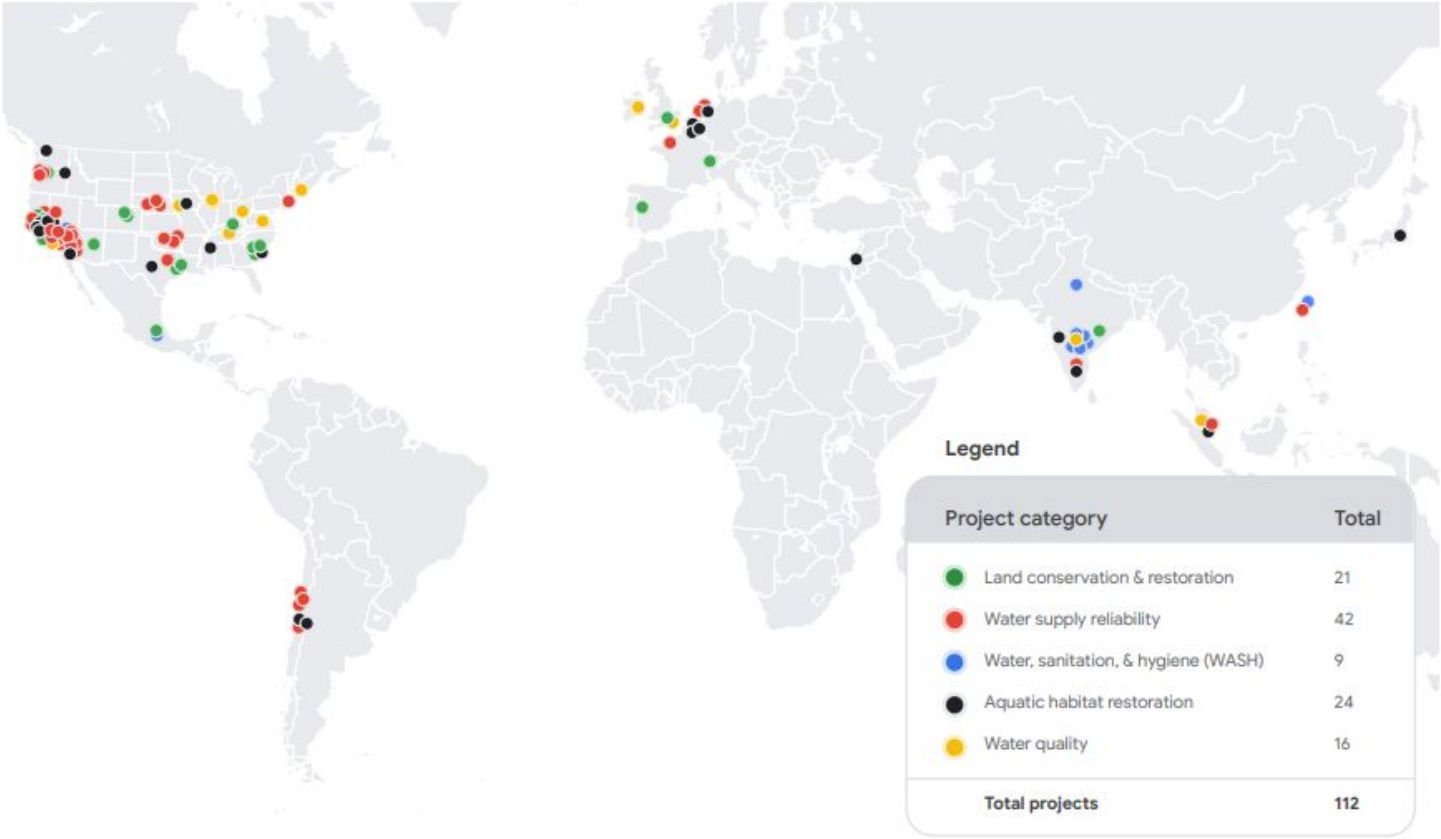 Legend
Project category Total
Land conservation & restoration 21
Water supply reliability 42
Water, sanitation, & hygiene (WASH) 9
Aquatic habitat restoration 24
Water quality 16
Total projects 112